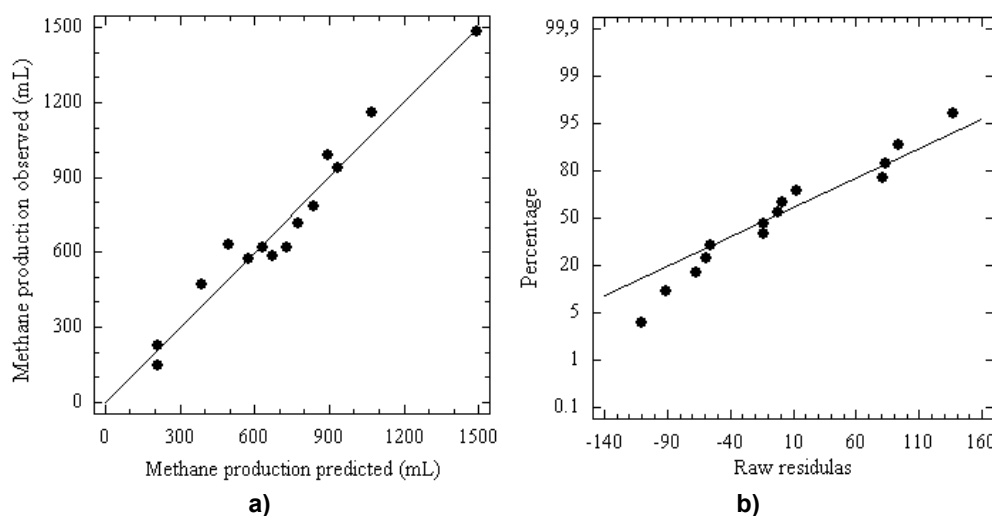 1500
1200
900
600
300
0
Methane production observed (mL)
0 300 600 900 1200 1500
Methane production predicted (mL)
a)
99,9
99
95
80
50
20
5
1
0.1
Percentage
-140 -90 -40 10 60 110 160
Raw residulas
b)